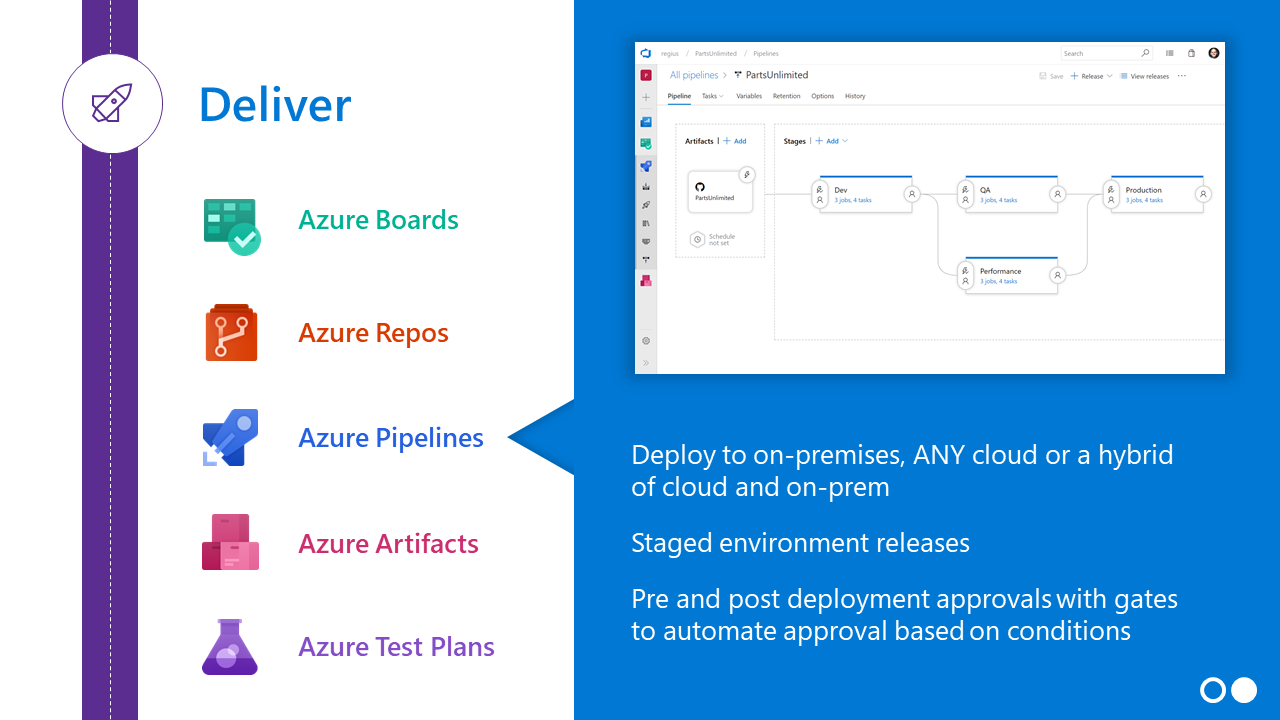 Deliver
Azure Boards
Azure Repos
Azure Pipelines
Azure Artifacts
Azure Test Plans
regius / PartsUnlimited / Pipelines
Search
P
All pipelines > PartsUnlimited
Save + Release View releases ...
Pipeline Tasks Variables Retention Options History
Artifacts | + Add
Stages | + Add
PartsUnlimited
Schedule
not set
Dev
3 jobs, 4 tasks
QA
3 jobs, 4 tasks
Production
3 jobs, 4 tasks
Performance
3 jobs, 4 tasks
Deploy to on-premises, ANY cloud or a hybrid
of cloud and on-prem
Staged environment releases
Pre and post deployment approvals with gates
to automate approval based on conditions